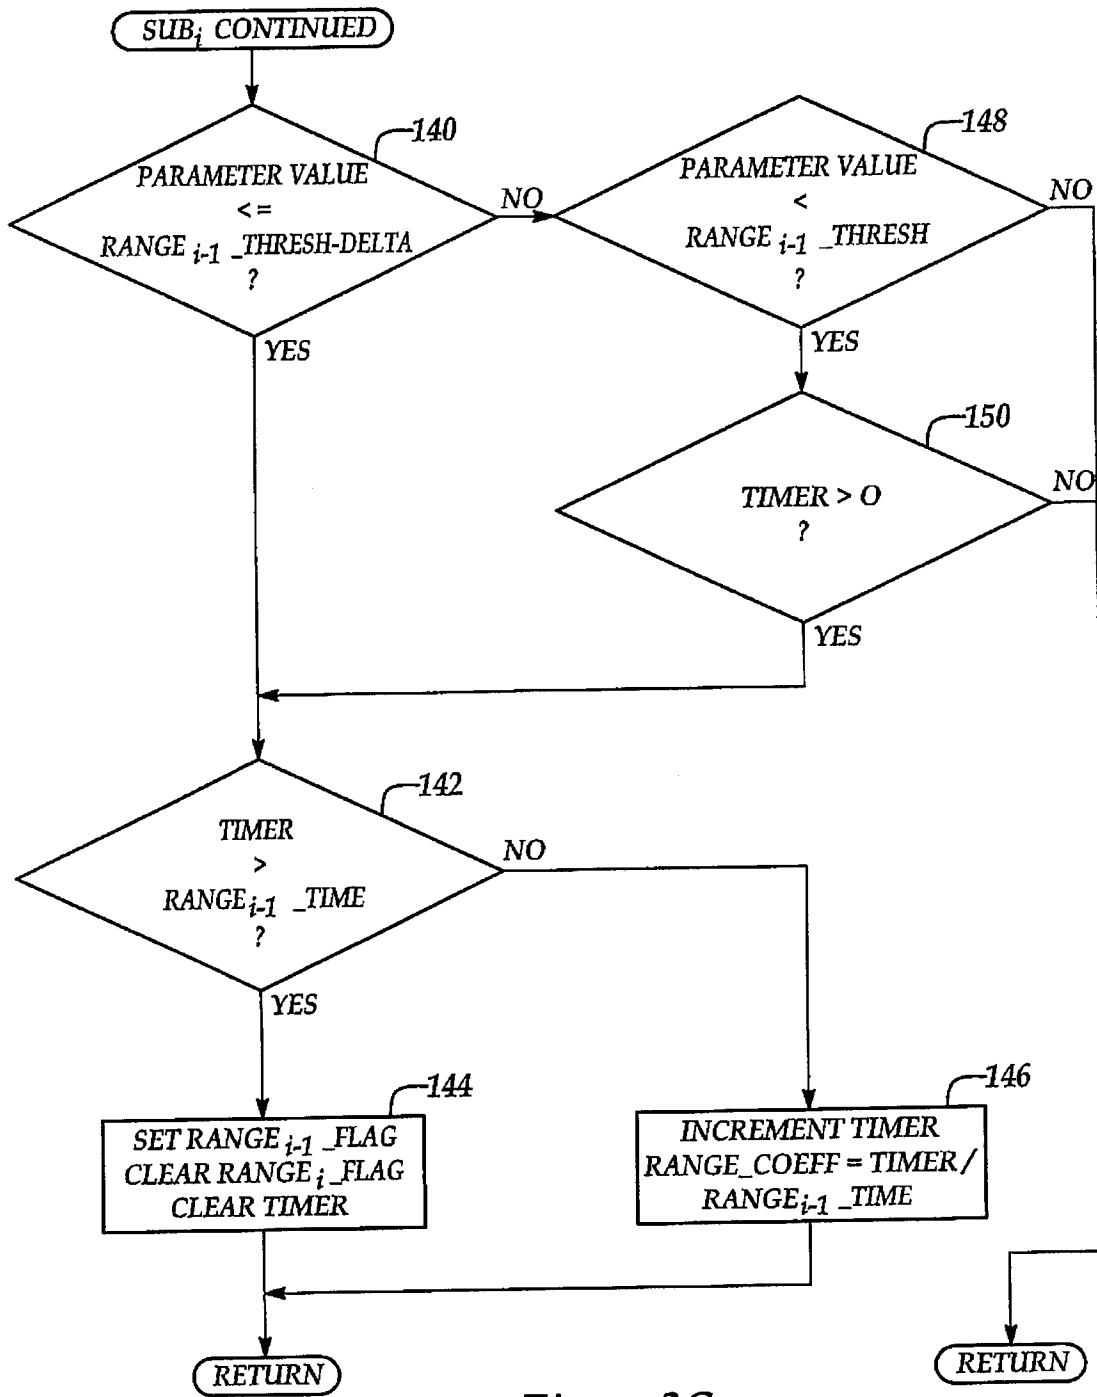 SUBi CONTINUED
140
PARAMETER VALUE
<=
RANGE i-1 _THRESH-DELTA
?
NO
YES
148
PARAMETER VALUE
<
RANGE i-1 _THRESH
?
NO
YES
150
TIMER > O
?
NO
YES
142
TIMER
>
RANGE i-1 _TIME
?
NO
YES
144
SET RANGE i-1 _FLAG
CLEAR RANGE i _FLAG
CLEAR TIMER
146
INCREMENT TIMER
RANGE_COEFF = TIMER /
RANGE i-1 _TIME
RETURN
RETURN